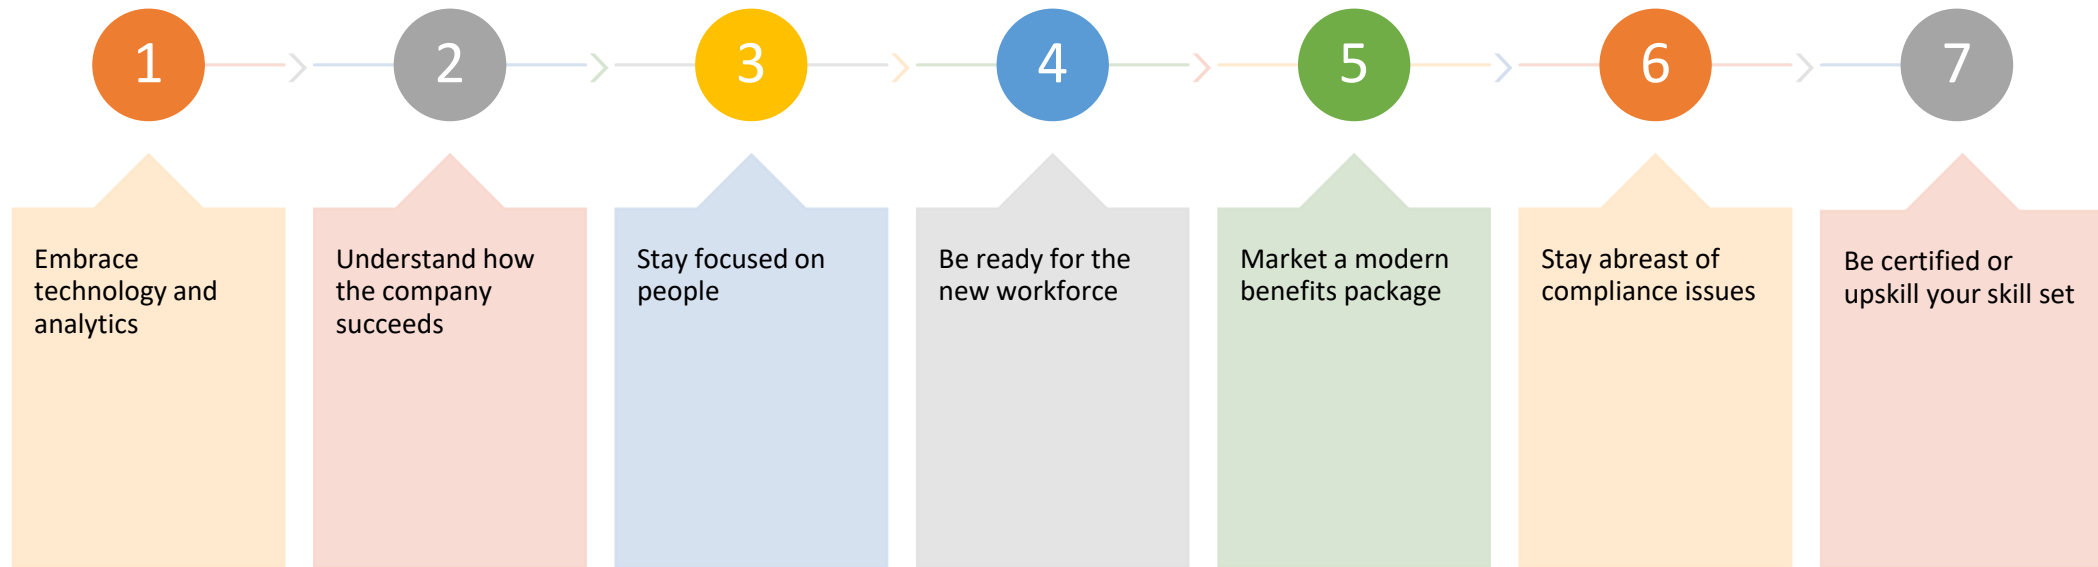 1
2
3
4
5
6
7
Embrace
technology and
analytics
Understand how
the company
succeeds
Stay focused on
people
Be ready for the
new workforce
Market a modern
benefits package
Stay abreast of
compliance issues
Be certified or
upskill your skill set